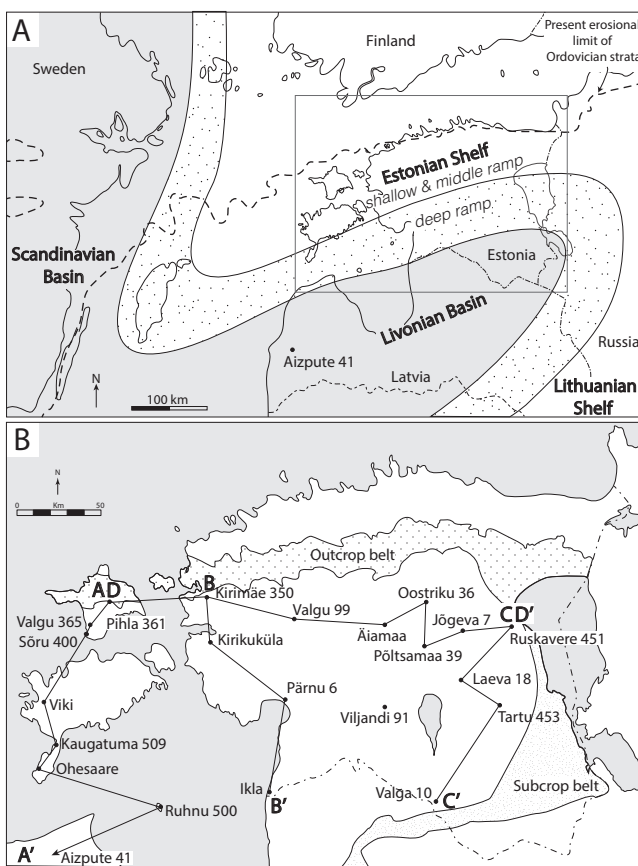 A
Finland
Present erosional
limit of
Ordovician strata
Sweden
Estonian Shelf
shallow & middle ramp
deep ramp
Scandinavian
Basin
Estonia
Livonian Basin
Russia
Aizpute 41
N
Latvia
Lithuanian
Shelf
100 km
B
N
Km
0
50
Outcrop belt
AD
B
Kirimäe 350
Oostriku 36
Valgu 99
Jõgeva 7
CD'
Valgu 365
Pihla 361
Äiamaa
Ruskavere 451
Sõru 400
Kirikuküla
Põltsamaa 39
Laeva 18
Pärnu 6
Viki
Viljandi 91
Tartu 453
Kaugatuma 509
Ohesaare
Ikla
Valga 10
Subcrop belt
B'
C'
Ruhnu 500
A'
Aizpute 41